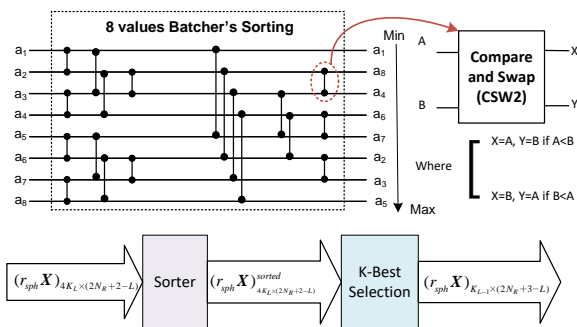 8 values Batcher's Sorting
a1 a1
a2 a8
a3 a4
a4 a6
a5 a7
a6 a2
a7 a3
a8 a5
Min
Max
A
B
Compare
and Swap
(CSW2)
X
Y
Where
X=A, Y=B if A<B
X=B, Y=A if B<A
(r_sph X)_{4K_L×(2N_R+2−L)}
Sorter
(r_sph X)^{sorted}_{4K_L×(2N_R+2−L)}
K-Best
Selection
(r_sph X)_{K_{L−1}×(2N_R+3−L)}